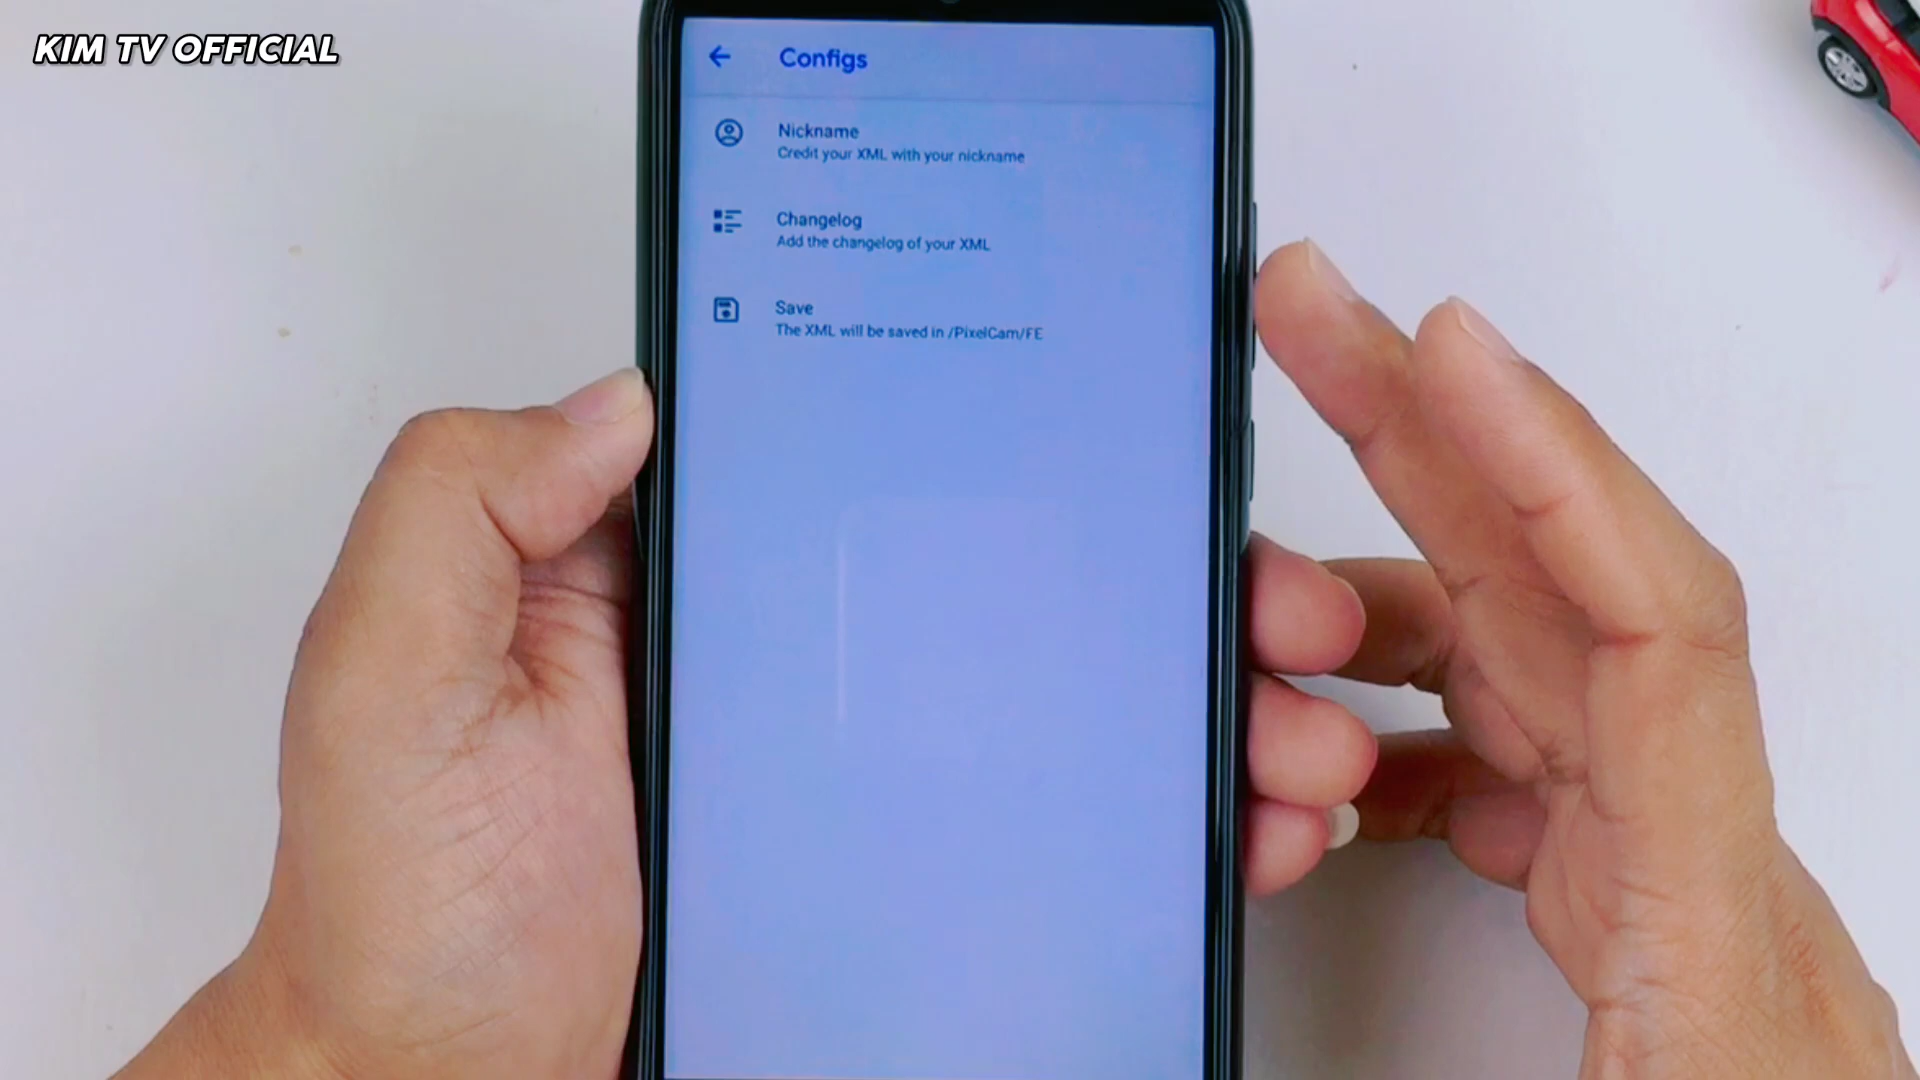 KIM TV OFFICIAL
Configs
Nickname
Credit your XML with your nickname
Changelog
Add the changelog of your XML
Save
The XML will be saved in /PixelCam/FE